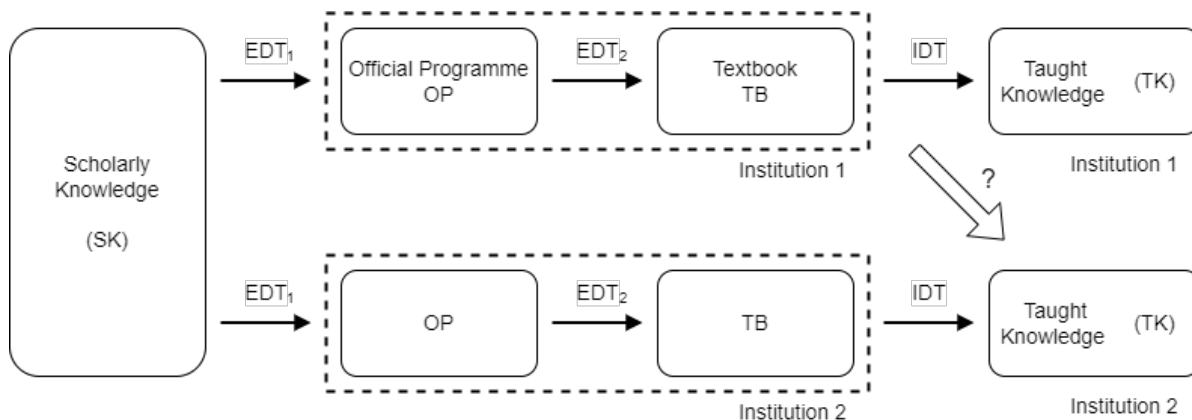 EDT₁
EDT₂
IDT
Official Programme
OP
Textbook
TB
Taught
Knowledge (TK)
Institution 1
Institution 1
Scholarly
Knowledge
(SK)
?
EDT₁
EDT₂
IDT
OP
TB
Taught
Knowledge (TK)
Institution 2
Institution 2